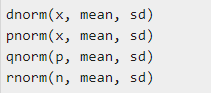 dnorm(x, mean, sd)
pnorm(x, mean, sd)
qnorm(p, mean, sd)
rnorm(n, mean, sd)